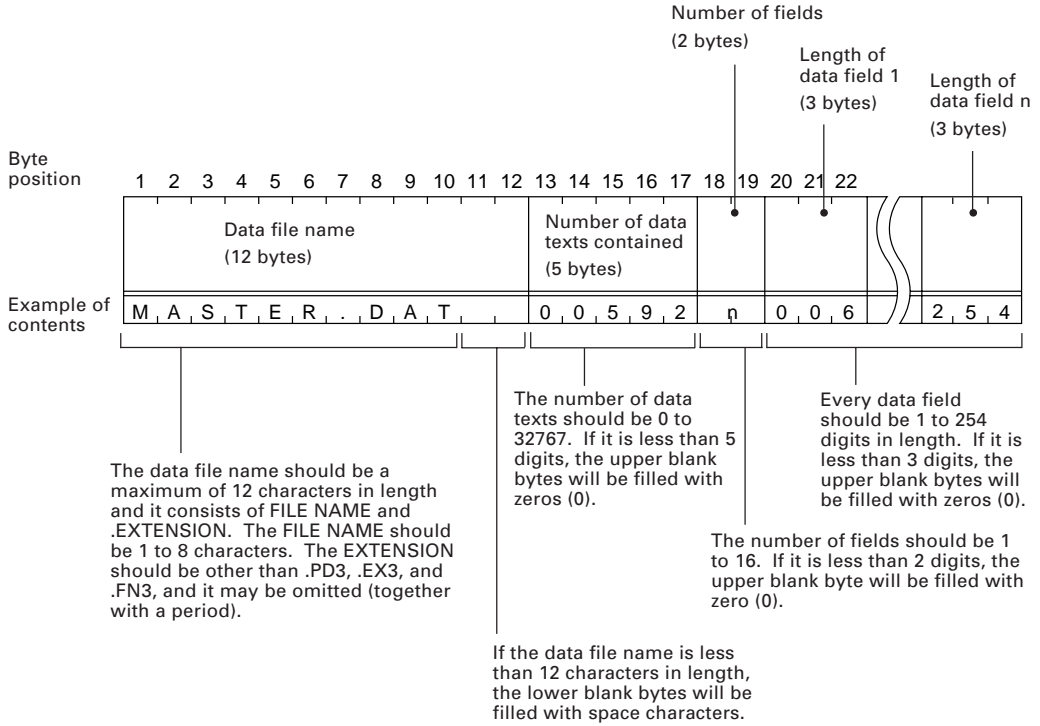 Number of fields
(2 bytes)
Length of
data field 1
(3 bytes)
Length of
data field n
(3 bytes)
Byte
position
1 2 3 4 5 6 7 8 9 10 11 12 13 14 15 16 17 18 19 20 21 22
Data file name
(12 bytes)
Number of data
texts contained
(5 bytes)
Example of
contents
M A S T E R . D A T 0 0 5 9 2 n 0 0 6 2 5 4
The data file name should be a
maximum of 12 characters in length
and it consists of FILE NAME and
.EXTENSION. The FILE NAME should
be 1 to 8 characters. The EXTENSION
should be other than .PD3, .EX3, and
.FN3, and it may be omitted (together
with a period).
If the data file name is less
than 12 characters in length,
the lower blank bytes will be
filled with space characters.
The number of data
texts should be 0 to
32767. If it is less than 5
digits, the upper blank
bytes will be filled with
zeros (0).
The number of fields should be 1
to 16. If it is less than 2 digits, the
upper blank byte will be filled with
zero (0).
Every data field
should be 1 to 254
digits in length. If it is
less than 3 digits, the
upper blank bytes will
be filled with zeros (0).